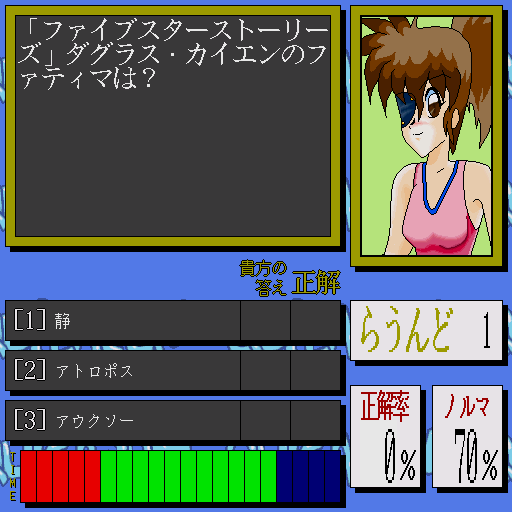 「ファイブスターストーリー
ズ」ダグラス・カイエンのフ
ァティマは？
貴方の
答え 正解
[1] 静
[2] アトロポス
[3] アウクソー
らうんど 1
正解率
0%
ノルマ
70%
TIME